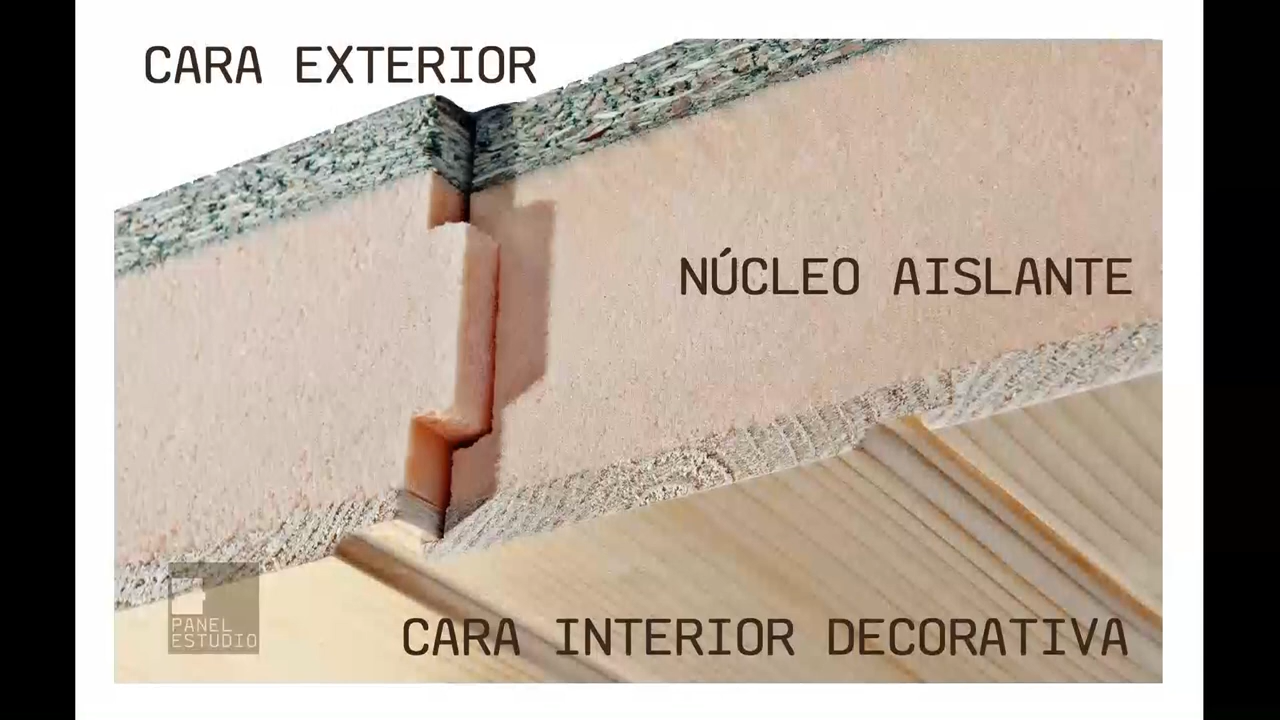 CARA EXTERIOR
NÚCLEO AISLANTE
CARA INTERIOR DECORATIVA
PANEL
ESTUDIO